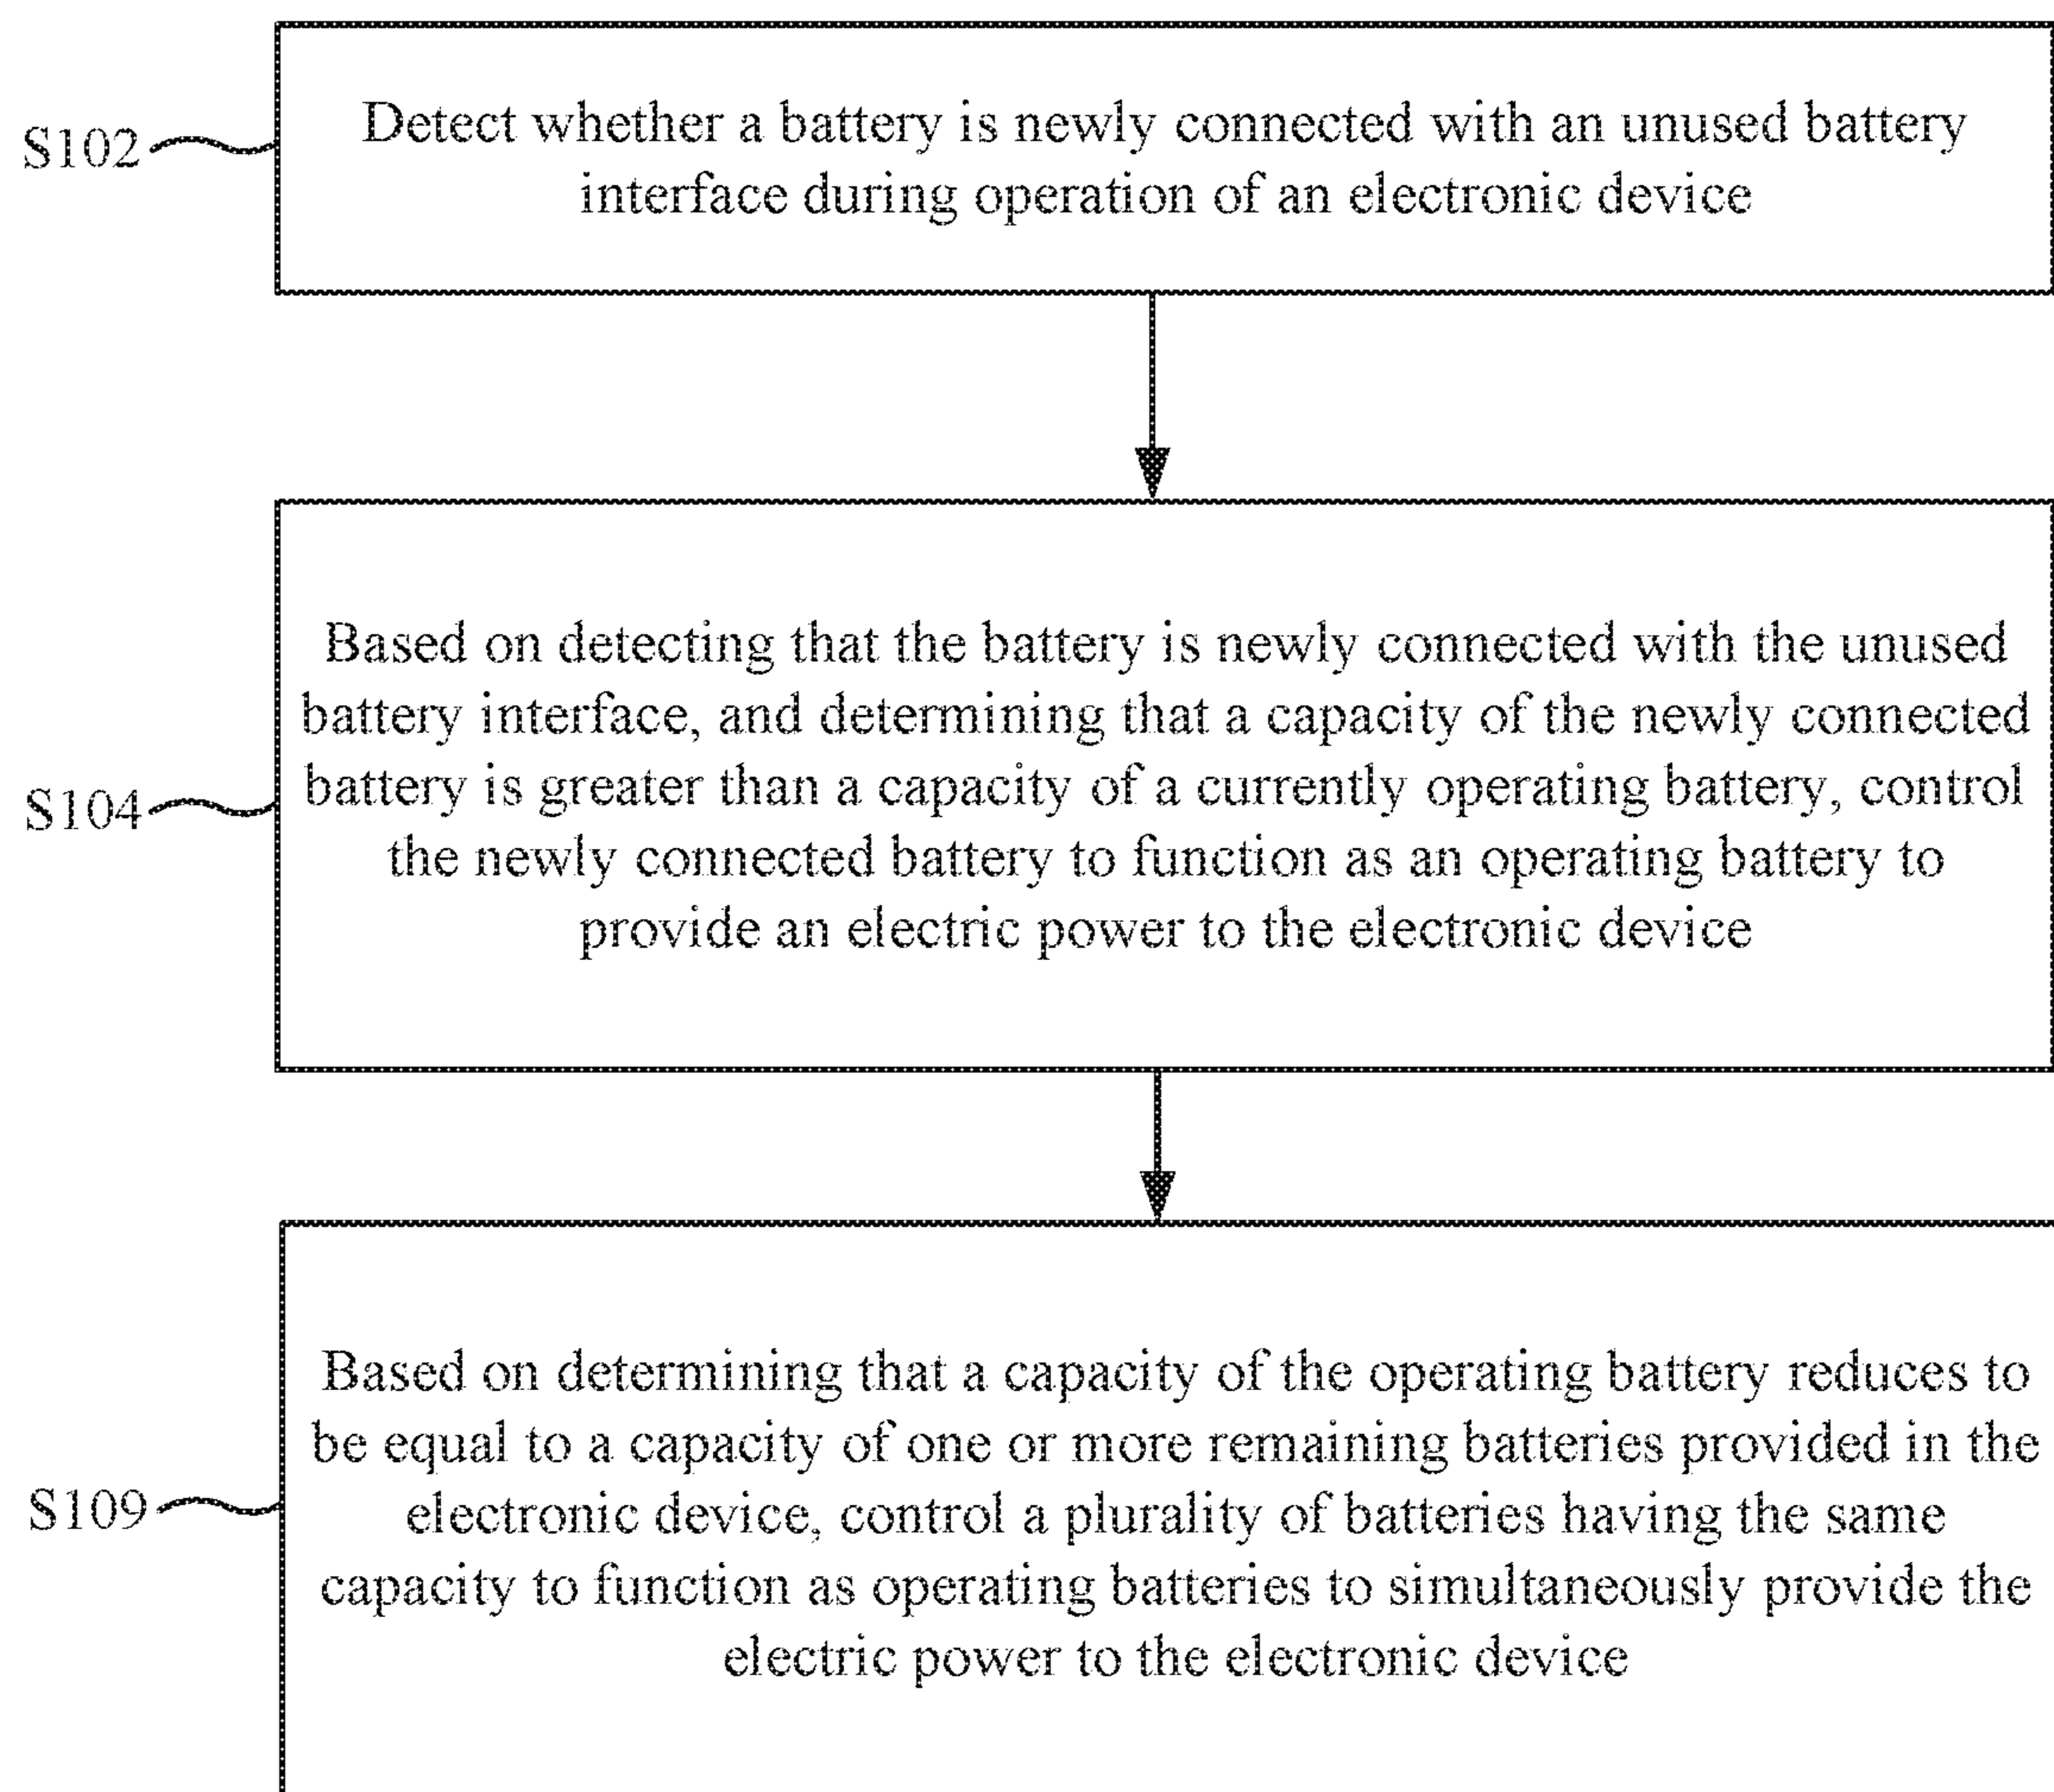 S102
Detect whether a battery is newly connected with an unused battery
interface during operation of an electronic device
S104
Based on detecting that the battery is newly connected with the unused
battery interface, and determining that a capacity of the newly connected
battery is greater than a capacity of a currently operating battery, control
the newly connected battery to function as an operating battery to
provide an electric power to the electronic device
S109
Based on determining that a capacity of the operating battery reduces to
be equal to a capacity of one or more remaining batteries provided in the
electronic device, control a plurality of batteries having the same
capacity to function as operating batteries to simultaneously provide the
electric power to the electronic device